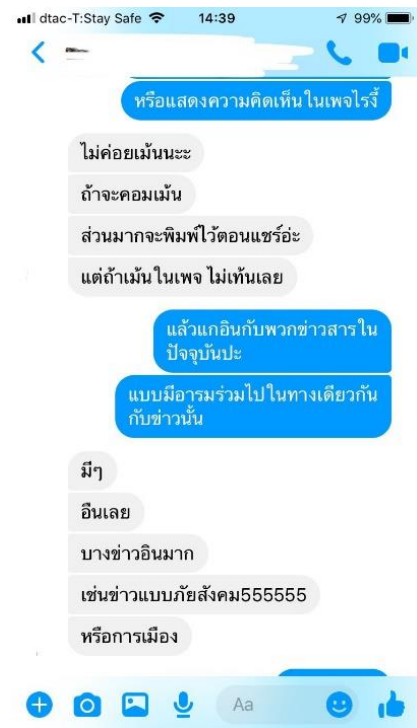 dtac-T:Stay Safe 14:39 99%
หรือแสดงความคิดเห็นในเพจไรงี้
ไม่ค่อยเม้นนะะ
ถ้าจะคอมเม้น
ส่วนมากจะพิมพ์ไว้ตอนแชร์อ่ะ
แต่ถ้าเม้นในเพจ ไม่เท้นเลย
แล้วแกอินกับพวกข่าวสารใน
ปัจจุบันปะ
แบบมีอารมร่วมไปในทางเดียวกัน
กับข่าวนั้น
มีๆ
อืนเลย
บางข่าวอินมาก
เช่นข่าวแบบภัยสังคม555555
หรือการเมือง
Aa